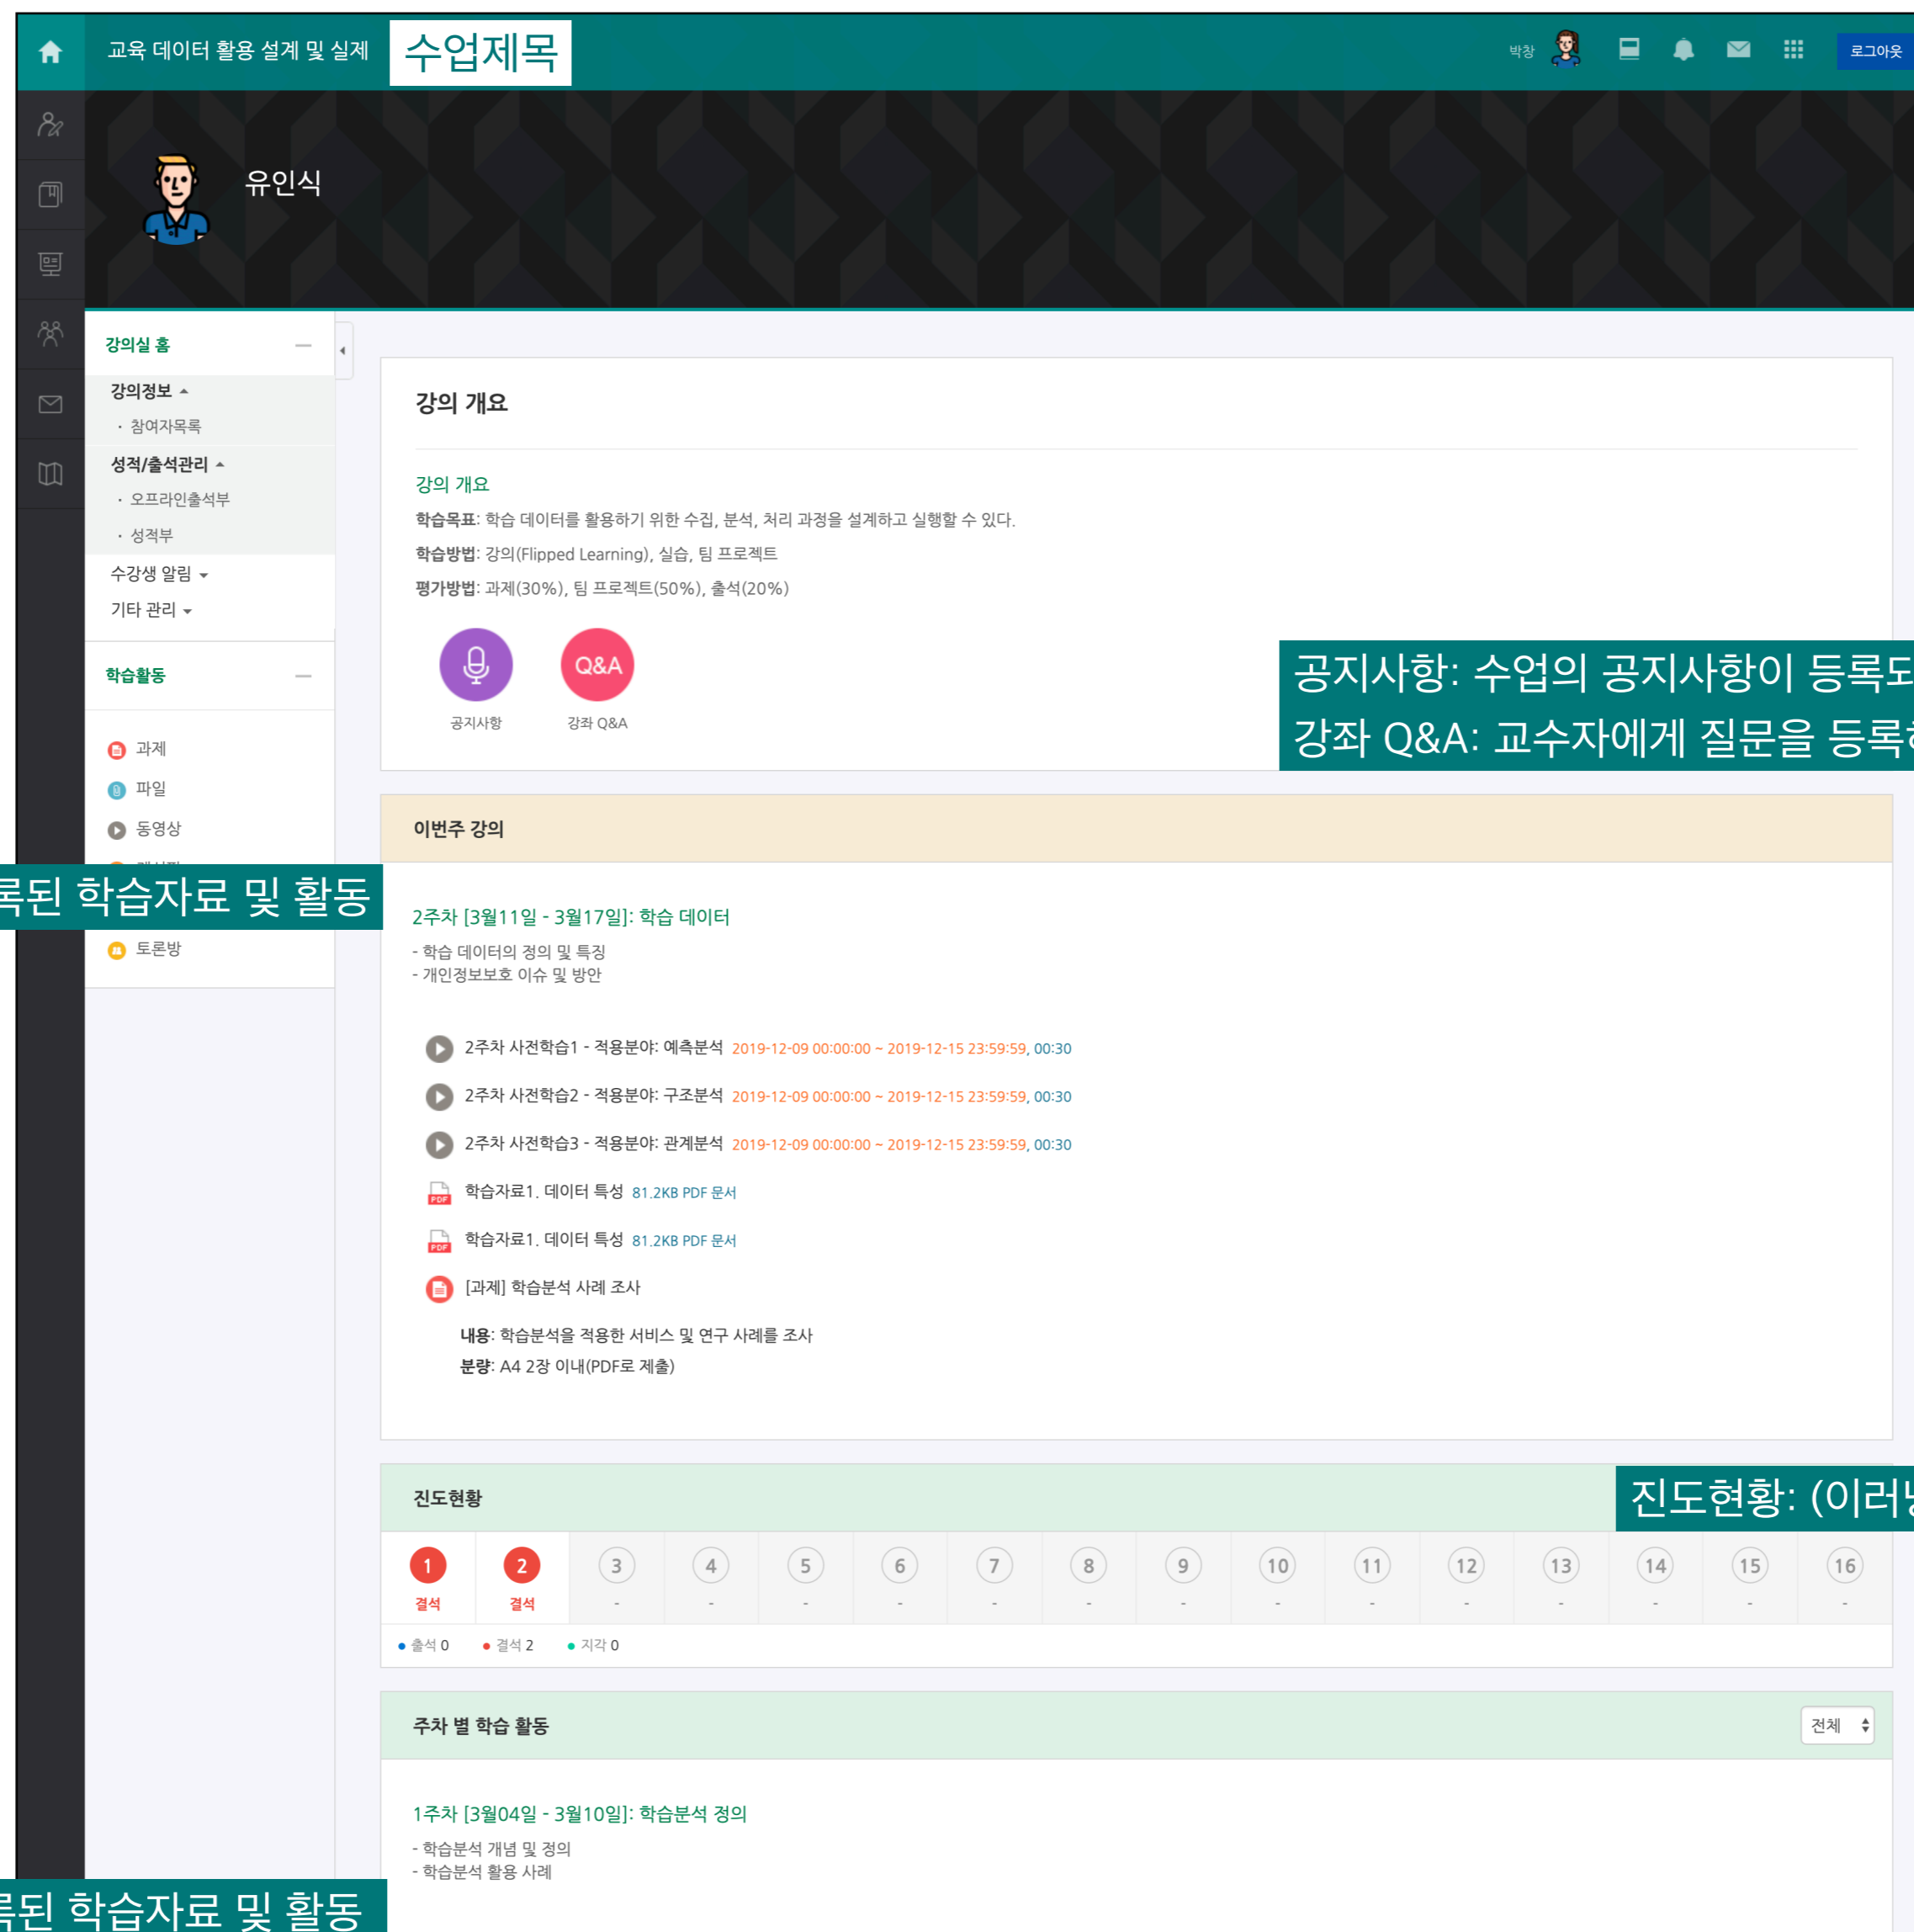 교육 데이터 활용 설계 및 실제
수업제목
박창
로그아웃
유인식
강의실 홈
강의정보
· 참여자목록
성적/출석관리
· 오프라인출석부
· 성적부
수강생 알림
기타 관리
학습활동
과제
파일
동영상
록된 학습자료 및 활동
토론방
강의 개요
강의 개요
학습목표: 학습 데이터를 활용하기 위한 수집, 분석, 처리 과정을 설계하고 실행할 수 있다.
학습방법: 강의(Flipped Learning), 실습, 팀 프로젝트
평가방법: 과제(30%), 팀 프로젝트(50%), 출석(20%)
Q&A
공지사항
강좌 Q&A
공지사항: 수업의 공지사항이 등록되
강좌 Q&A: 교수자에게 질문을 등록
이번주 강의
2주차 [3월11일 - 3월17일]: 학습 데이터
- 학습 데이터의 정의 및 특징
- 개인정보보호 이슈 및 방안
2주차 사전학습1 - 적용분야: 예측분석 2019-12-09 00:00:00 ~ 2019-12-15 23:59:59, 00:30
2주차 사전학습2 - 적용분야: 구조분석 2019-12-09 00:00:00 ~ 2019-12-15 23:59:59, 00:30
2주차 사전학습3 - 적용분야: 관계분석 2019-12-09 00:00:00 ~ 2019-12-15 23:59:59, 00:30
PDF 학습자료1. 데이터 특성 81.2KB PDF 문서
PDF 학습자료1. 데이터 특성 81.2KB PDF 문서
[과제] 학습분석 사례 조사
내용: 학습분석을 적용한 서비스 및 연구 사례를 조사
분량: A4 2장 이내(PDF로 제출)
진도현황
진도현황: (이러
1 2 3 4 5 6 7 8 9 10 11 12 13 14 15 16
결석 결석 - - - - - - - - - - - - - -
• 출석 0 • 결석 2 • 지각 0
주차 별 학습 활동
전체
1주차 [3월04일 - 3월10일]: 학습분석 정의
- 학습분석 개념 및 정의
- 학습분석 활용 사례
록된 학습자료 및 활동